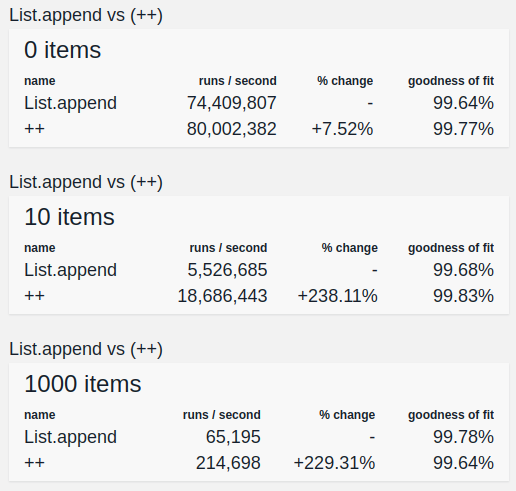 List.append vs (++)
0 items
name runs / second % change goodness of fit
List.append 74,409,807 - 99.64%
++ 80,002,382 +7.52% 99.77%
List.append vs (++)
10 items
name runs / second % change goodness of fit
List.append 5,526,685 - 99.68%
++ 18,686,443 +238.11% 99.83%
List.append vs (++)
1000 items
name runs / second % change goodness of fit
List.append 65,195 - 99.78%
++ 214,698 +229.31% 99.64%